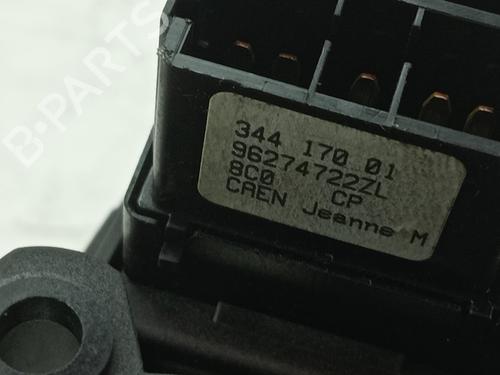 B-PARTS
344 170 01
96274722ZL
8C0 CP
CAEN Jeanne M